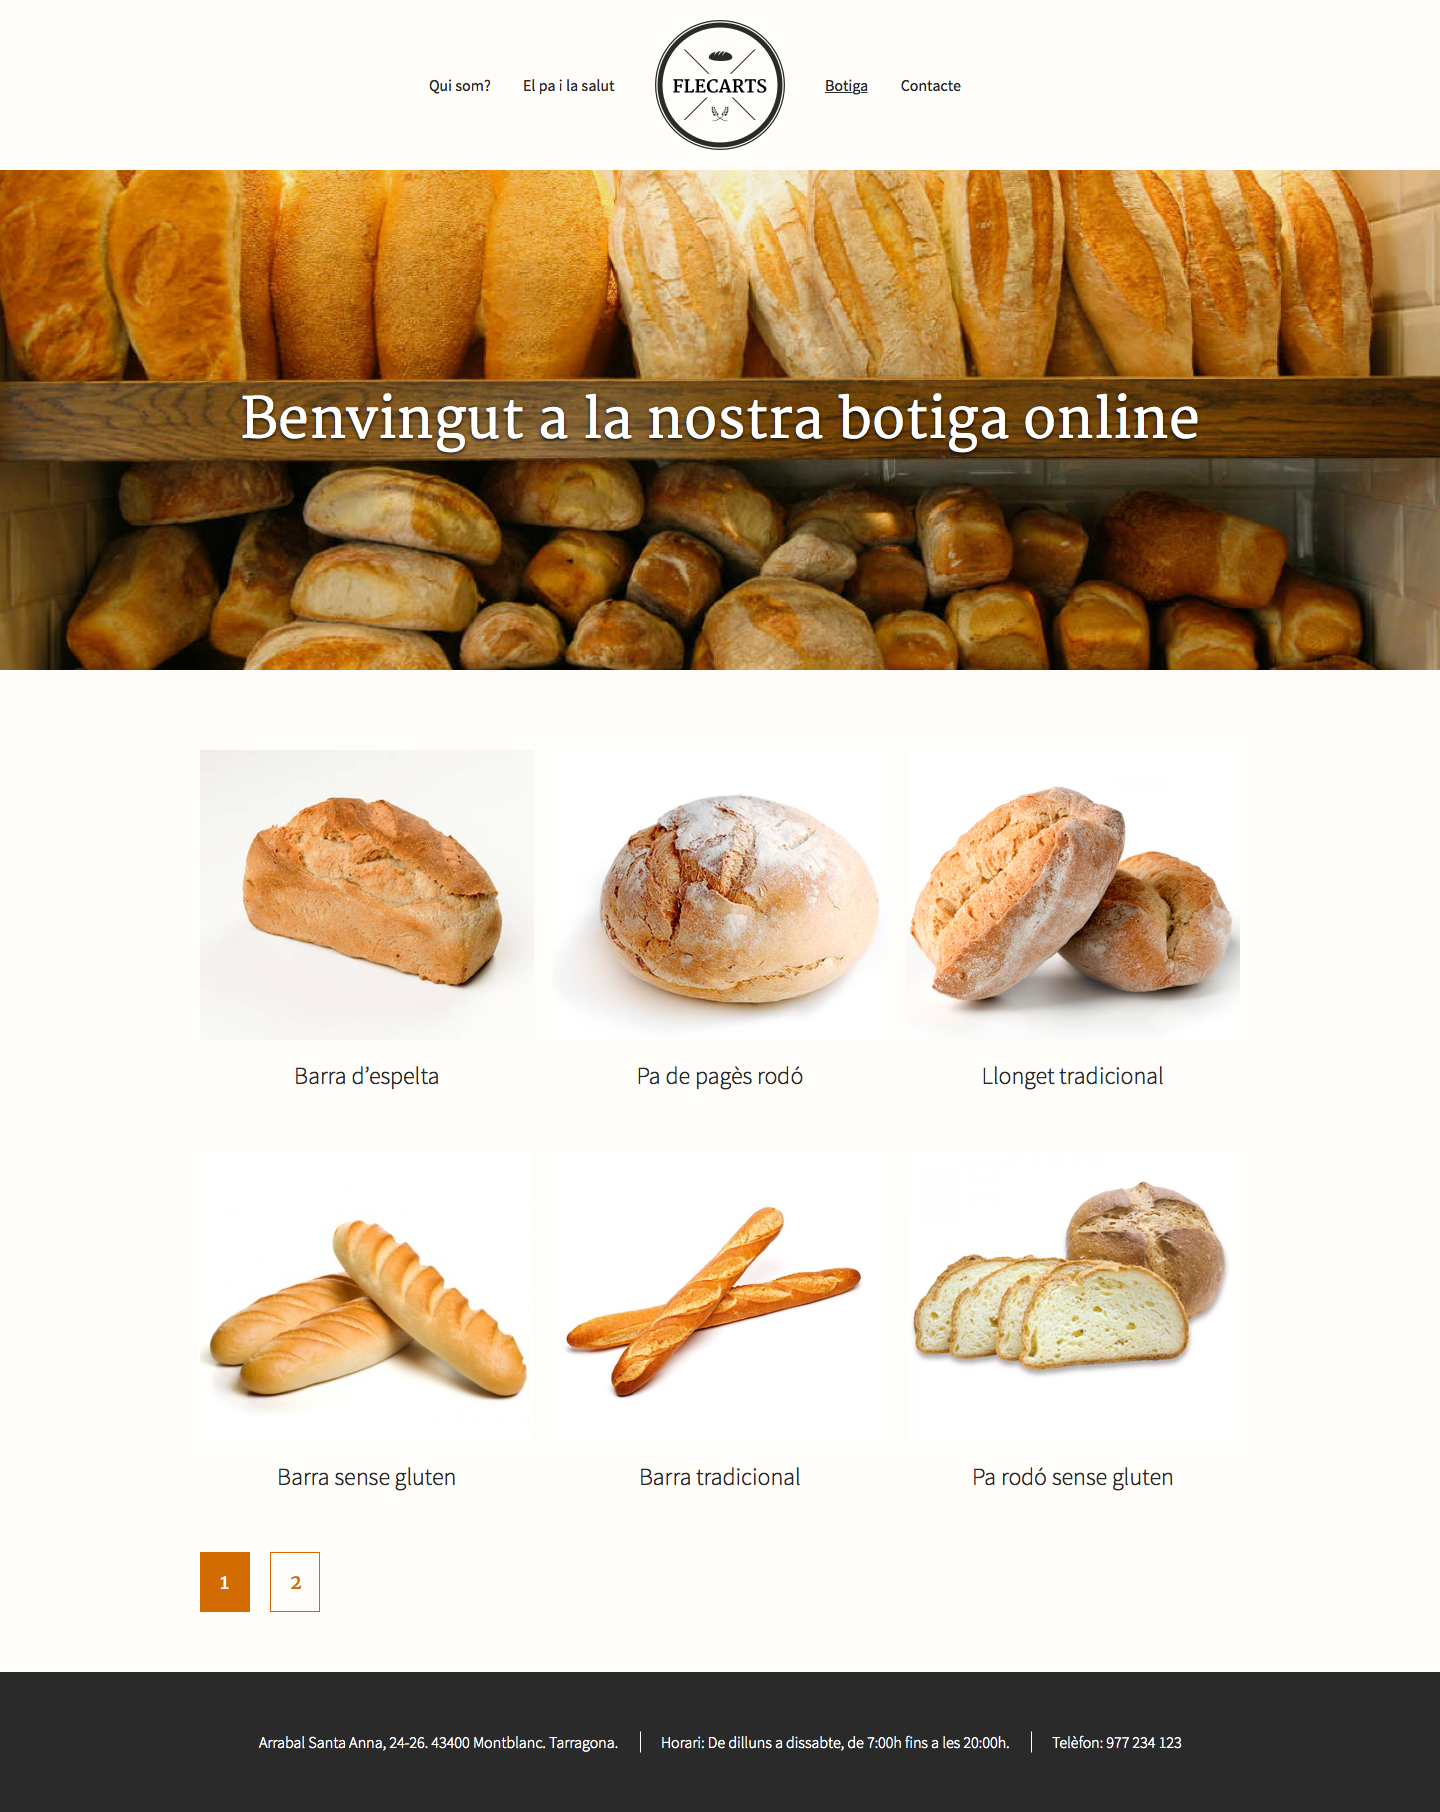 Qui som?
El pa i la salut
FLECARTS
Botiga
Contacte
Benvingut a la nostra botiga online
Barra d’espelta
Pa de pagès rodó
Llonget tradicional
Barra sense gluten
Barra tradicional
Pa rodó sense gluten
1
2
Arrabal Santa Anna, 24-26. 43400 Montblanc. Tarragona.
Horari: De dilluns a dissabte, de 7:00h fins a les 20:00h.
Telèfon: 977 234 123